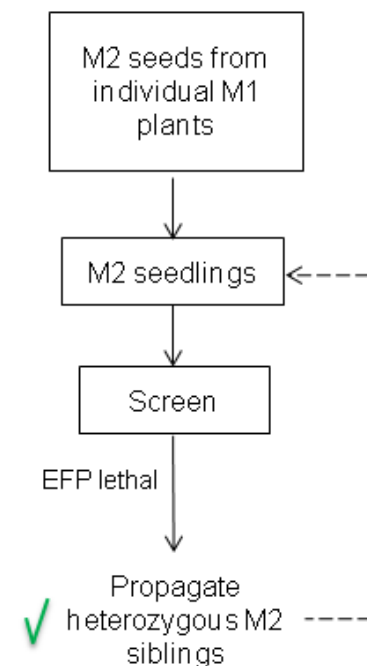 M2 seeds from
individual M1
plants
M2 seedlings
Screen
EFP lethal
Propagate
heterozygous M2
siblings